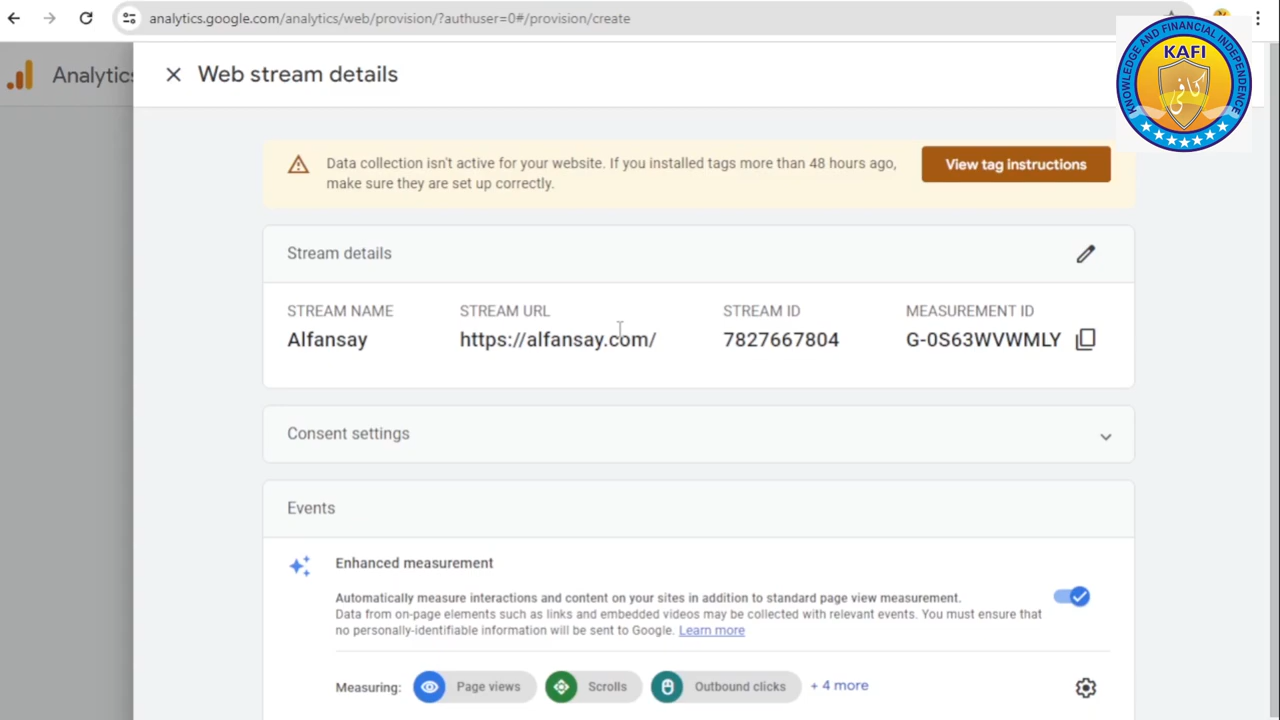 analytics.google.com/analytics/web/provision/?authuser=0#/provision/create
Analytics
Web stream details
KNOWLEDGE AND FINANCIAL INDEPENDENCE
KAFI
کافی
Data collection isn't active for your website. If you installed tags more than 48 hours ago,
make sure they are set up correctly.
View tag instructions
Stream details
STREAM NAME STREAM URL STREAM ID MEASUREMENT ID
Alfansay https://alfansay.com/ 7827667804 G-0S63WVWMLY
Consent settings
Events
Enhanced measurement
Automatically measure interactions and content on your sites in addition to standard page view measurement.
Data from on-page elements such as links and embedded videos may be collected with relevant events. You must ensure that
no personally-identifiable information will be sent to Google. Learn more
Measuring: Page views Scrolls Outbound clicks + 4 more